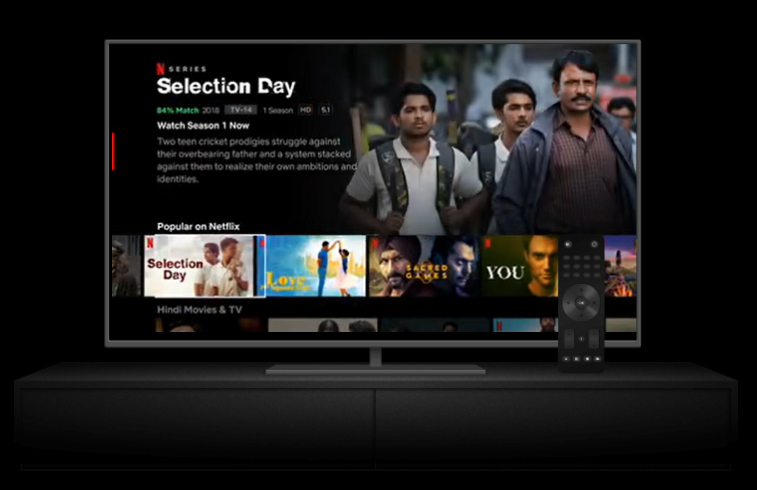 N SERIES
Selection Day
84% Match 2018 TV-14 1 Season HD 5.1
Watch Season 1 Now
Two teen cricket prodigies struggle against
their overbearing father and a system stacked
against them to realize their own ambitions and
identities.
Popular on Netflix
N
Selection
Day
Love
SACRED
GAMES
YOU
Hindi Movies & TV